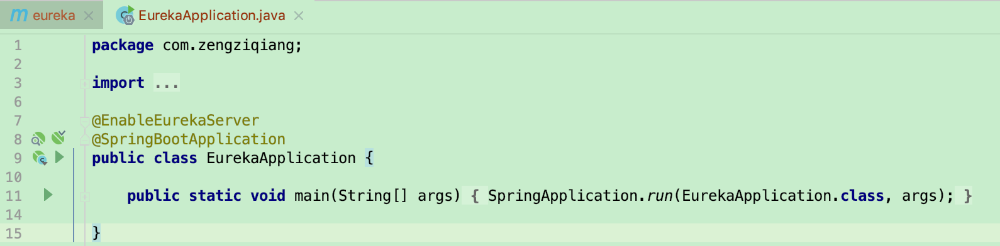 m eureka × EurekaApplication.java ×
1 package com.zengziqiang;
2
3 import ...
6
7 @EnableEurekaServer
8 @SpringBootApplication
9 public class EurekaApplication {
10
11 public static void main(String[] args) { SpringApplication.run(EurekaApplication.class, args); }
14
15 }